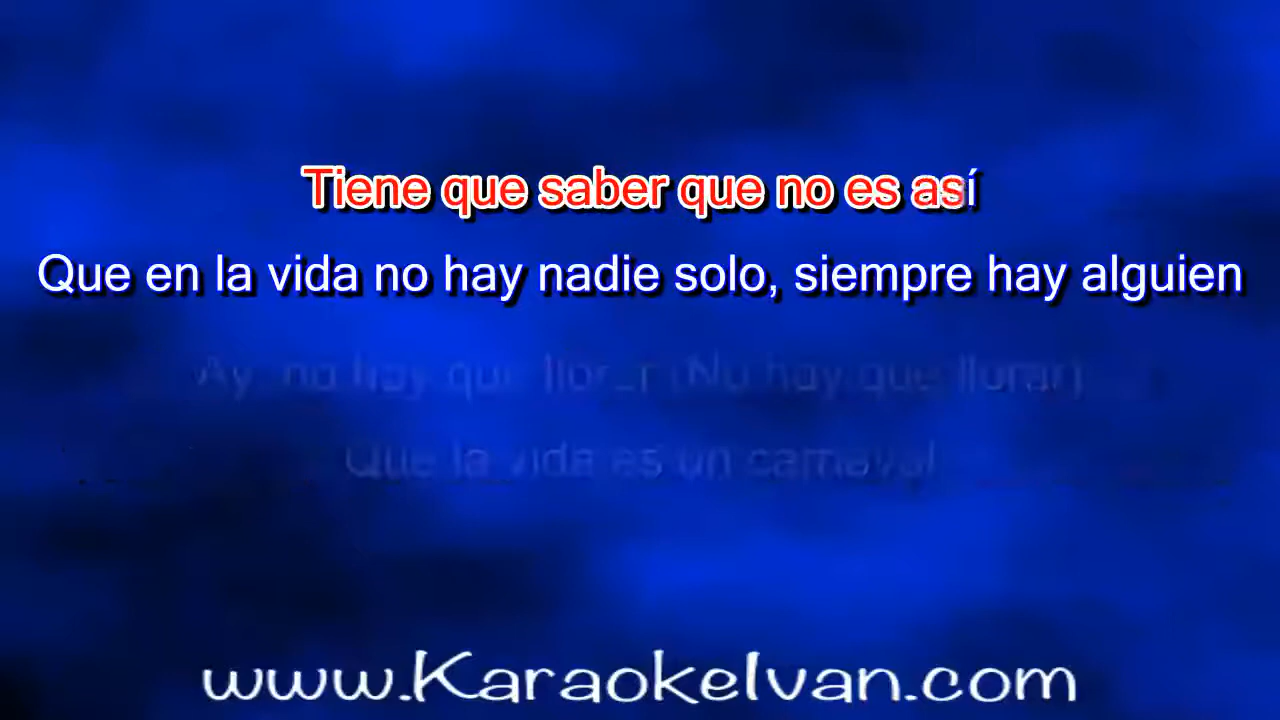 Tiene que saber que no es así
Que en la vida no hay nadie solo, siempre hay alguien
Ay, no hay que llorar (No hay que llorar)
Que la vida es un carnaval
www.KaraokeIvan.com